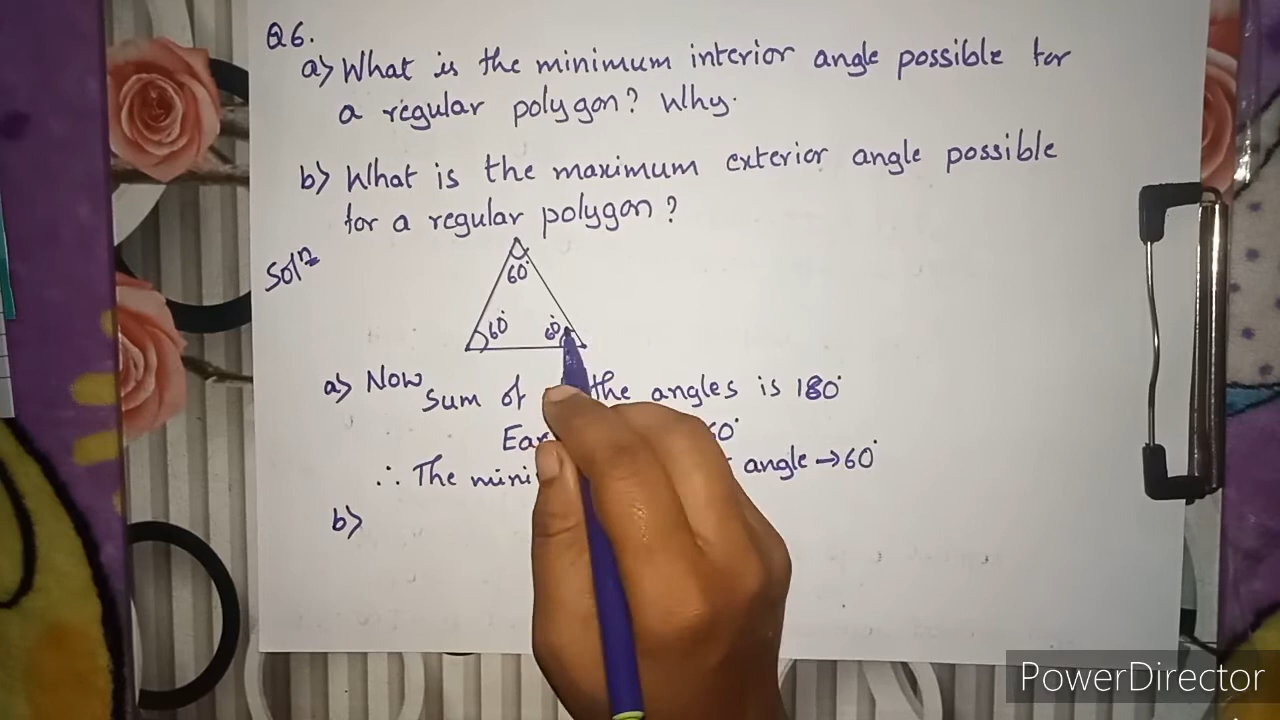 Q6.
a) What is the minimum interior angle possible for
a regular polygon? Why.
b) What is the maximum exterior angle possible
for a regular polygon?
Solⁿ
60°
60° 60°
a) Now Sum of the angles is 180°
∴ The angle → 60°
b)
PowerDirector